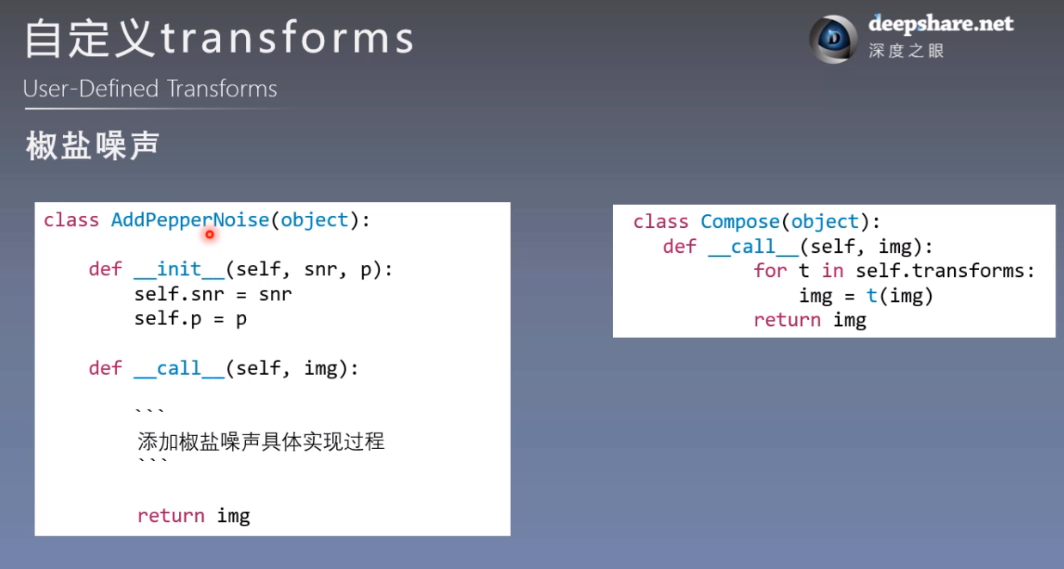 自定义transforms
User-Defined Transforms
deepshare.net
深度之眼
椒盐噪声
class AddPepperNoise(object):
def __init__(self, snr, p):
self.snr = snr
self.p = p
def __call__(self, img):
```
添加椒盐噪声具体实现过程
```
return img
class Compose(object):
def __call__(self, img):
for t in self.transforms:
img = t(img)
return img